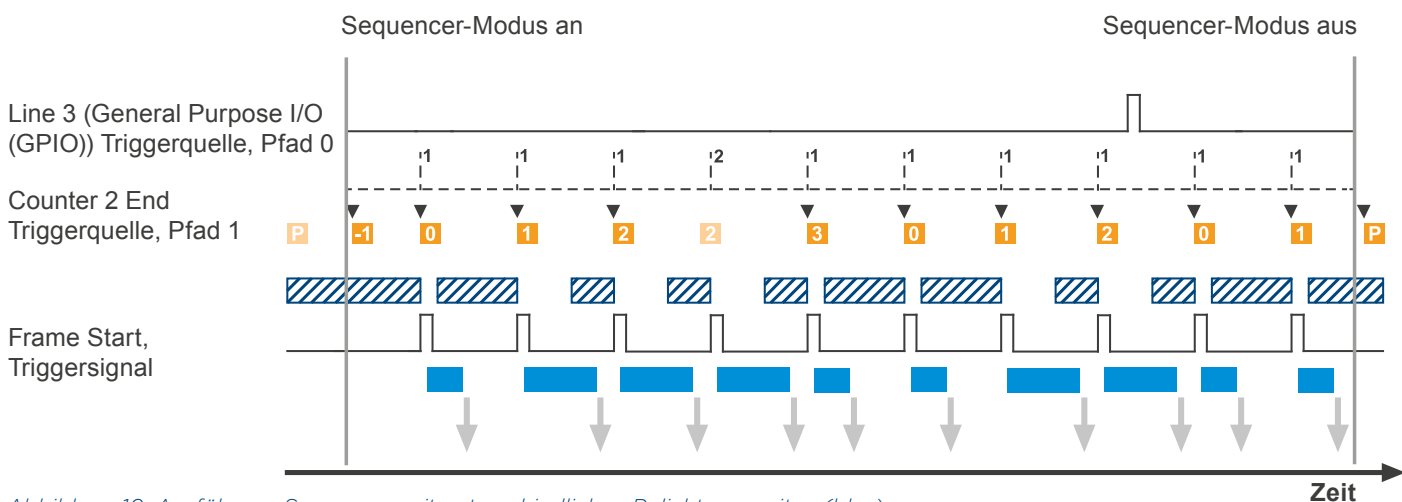 Sequencer-Modus an
Sequencer-Modus aus
Line 3 (General Purpose I/O
(GPIO)) Triggerquelle, Pfad 0
1 1 1 2 1 1 1 1 1 1
Counter 2 End
Triggerquelle, Pfad 1
P -1 0 1 2 2 3 0 1 2 0 1 P
Frame Start,
Triggersignal
Zeit